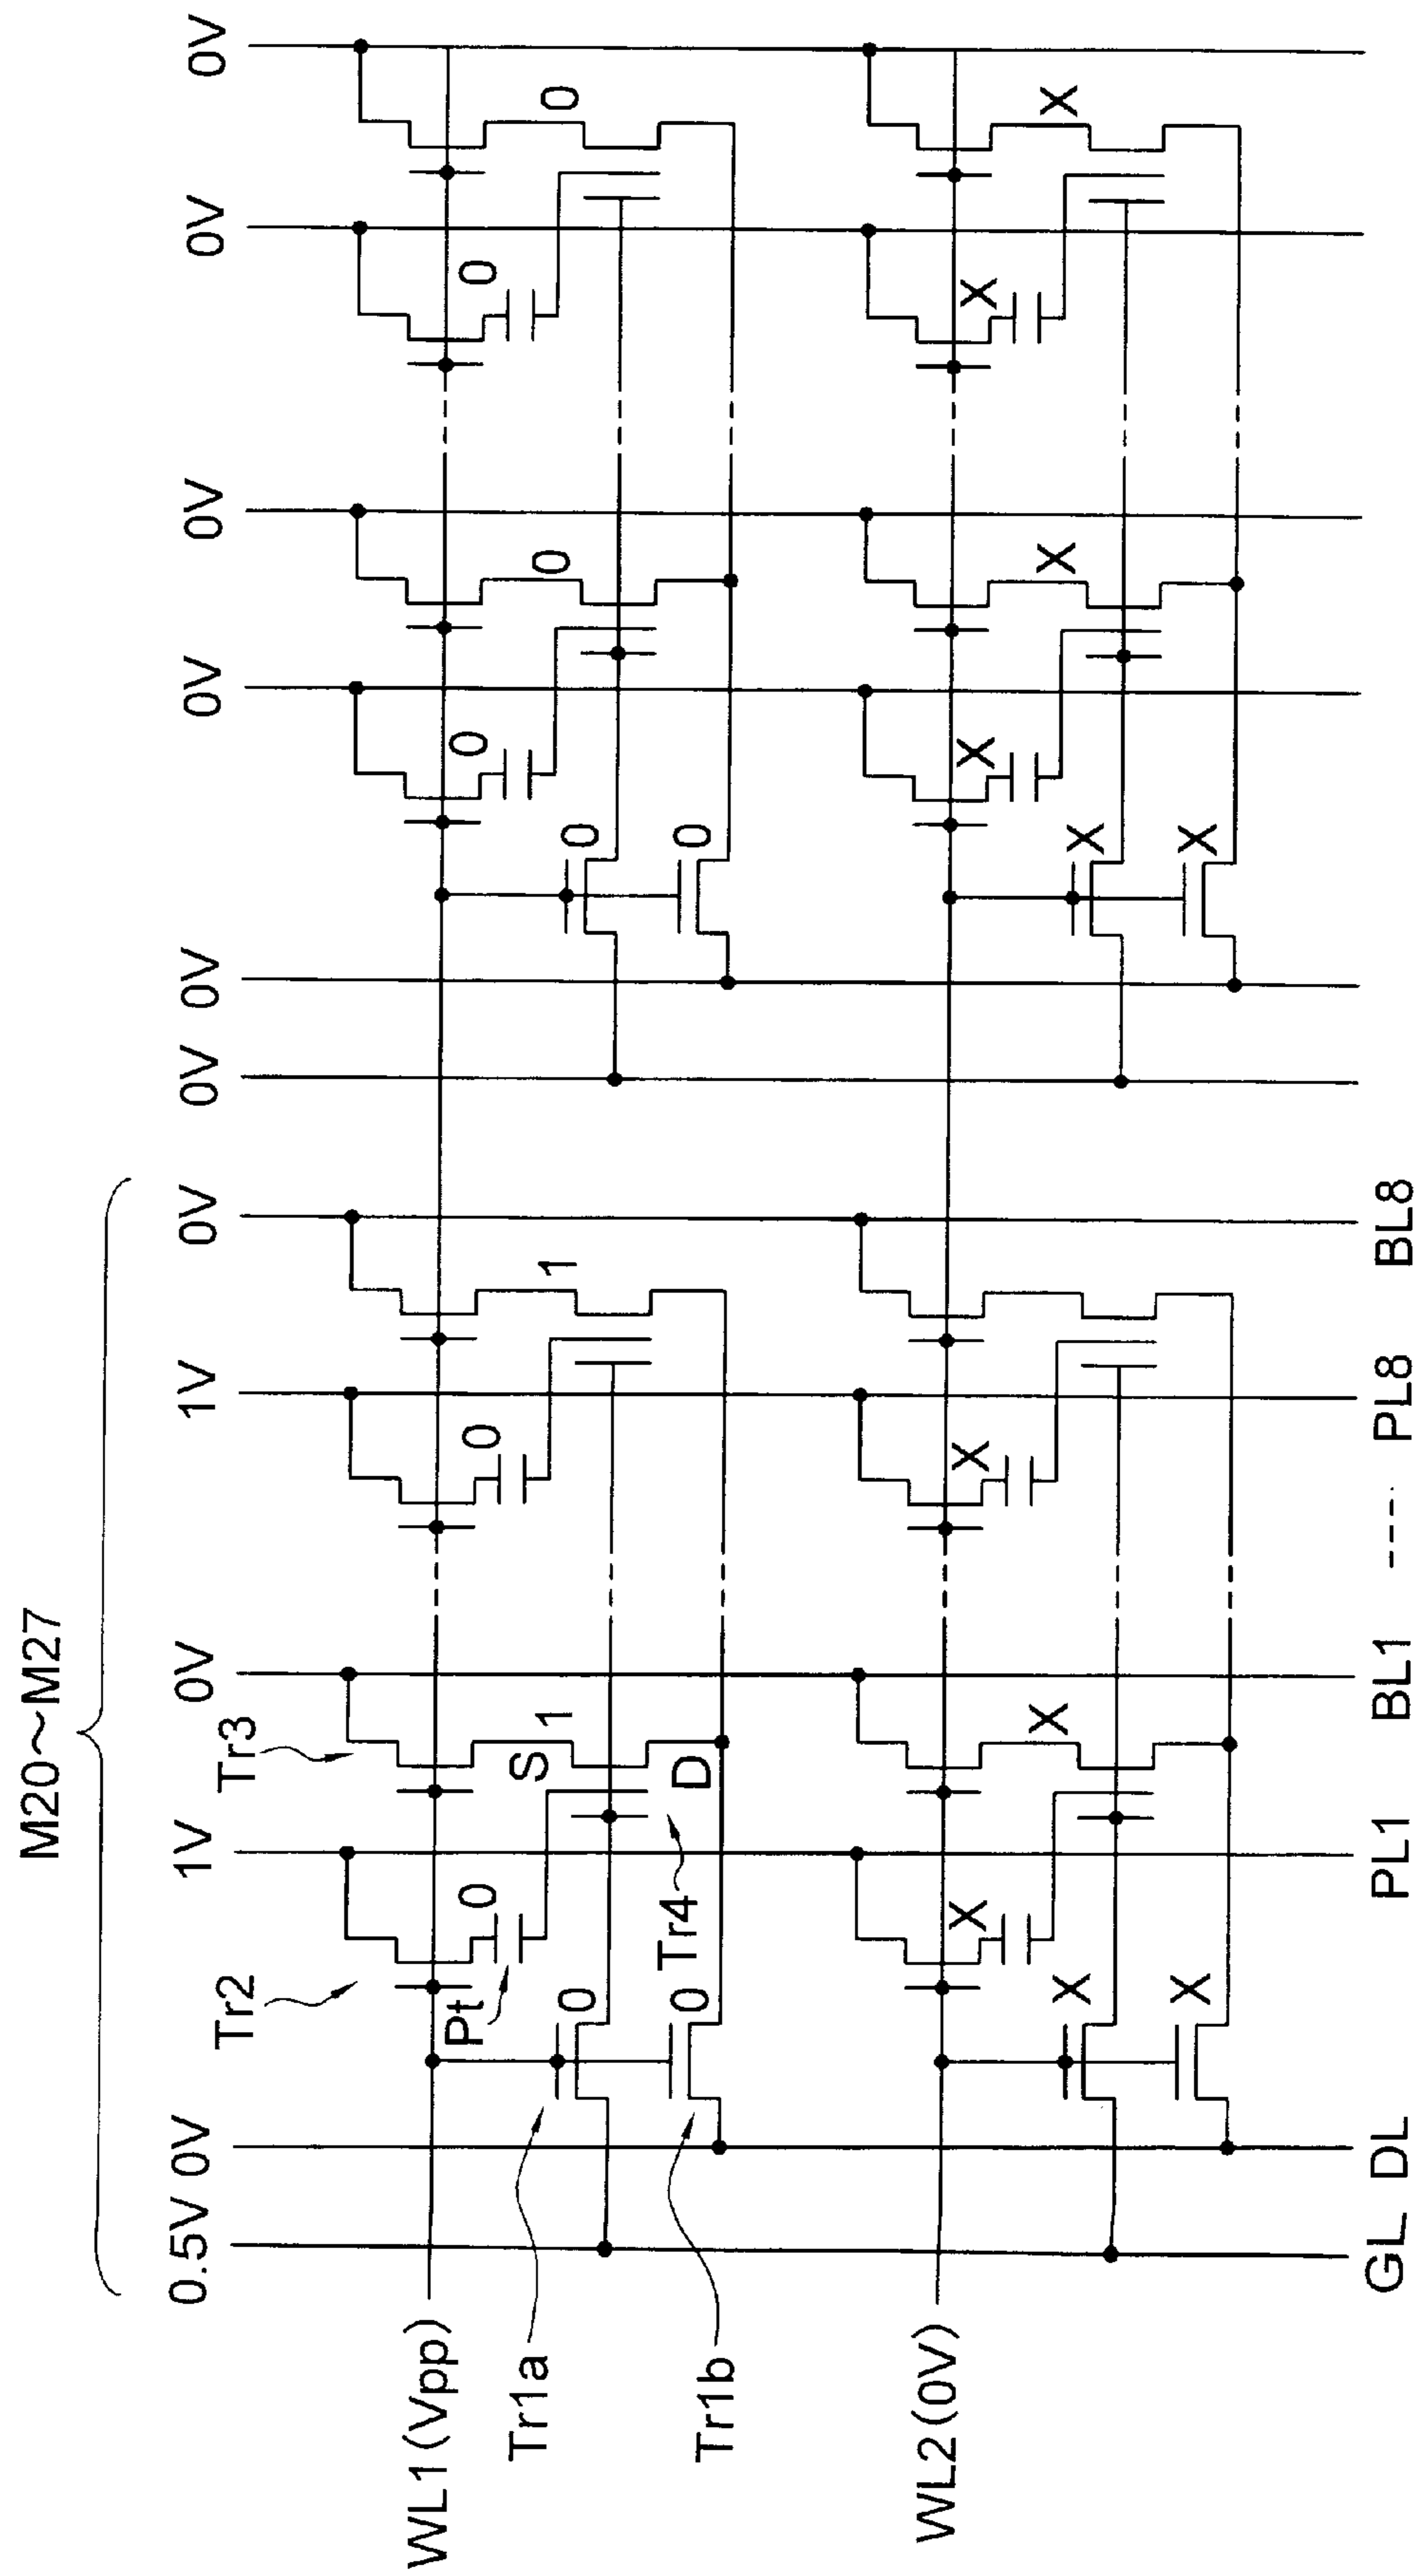 M20～M27
0.5V 0V 1V 0V 1V 0V 0V 0V 0V 0V 0V 0V
Tr2 Tr3
WL1 (Vpp)
Pt 0 0 0 0
Tr1a S 1 1 0 0
0 0
Tr1b 0 Tr4 D 0
WL2 (0V)
X X X X
X X X
X X
X X
GL DL PL1 BL1 ---- PL8 BL8